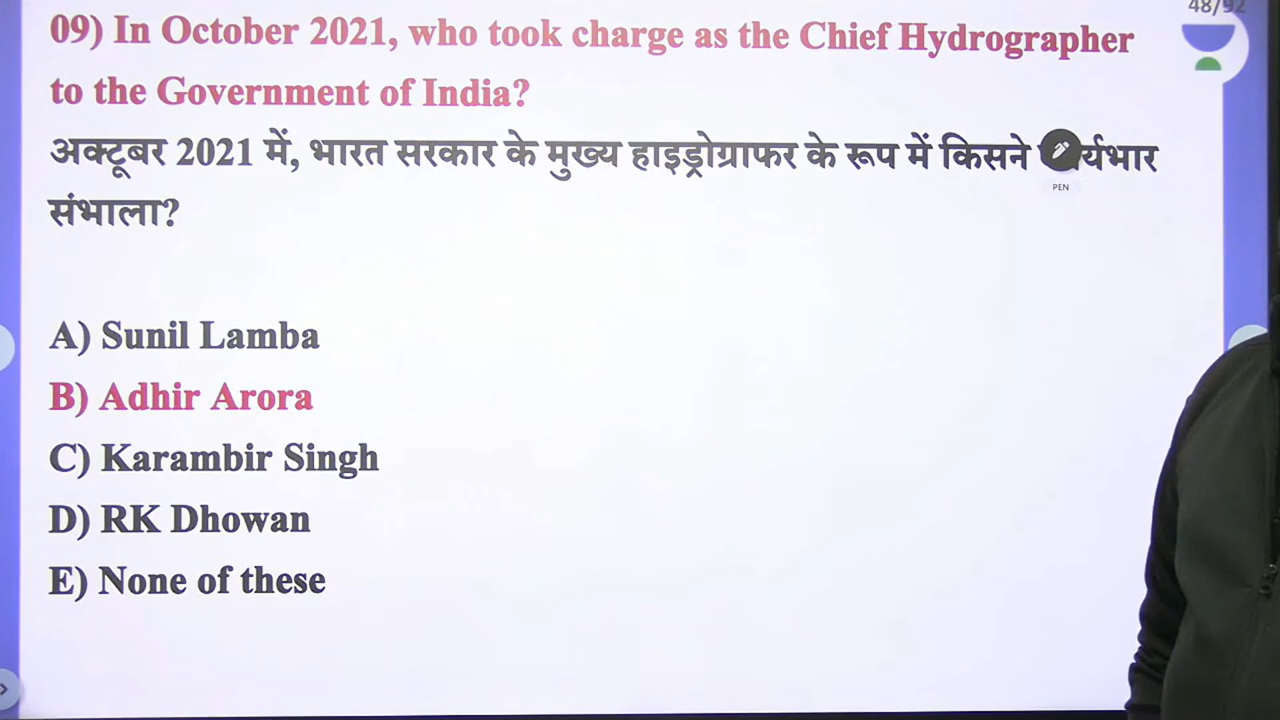 48/92
09) In October 2021, who took charge as the Chief Hydrographer
to the Government of India?
अक्टूबर 2021 में, भारत सरकार के मुख्य हाइड्रोग्राफर के रूप में किसने
PEN
संभाला?
A) Sunil Lamba
B) Adhir Arora
C) Karambir Singh
D) RK Dhowan
E) None of these